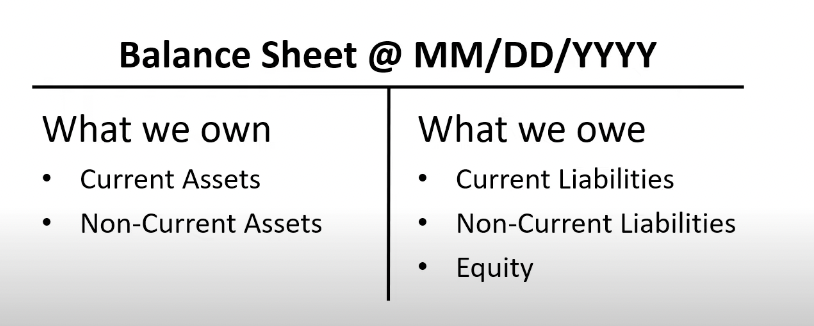 Balance Sheet @ MM/DD/YYYY
What we own
• Current Assets
• Non-Current Assets
What we owe
• Current Liabilities
• Non-Current Liabilities
• Equity